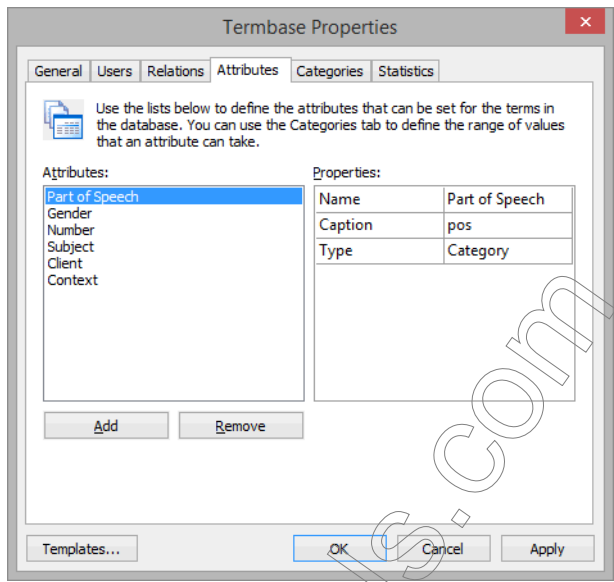 Termbase Properties
General Users Relations Attributes Categories Statistics
Use the lists below to define the attributes that can be set for the terms in
the database. You can use the Categories tab to define the range of values
that an attribute can take.
Attributes: Properties:
Part of Speech
Gender
Number
Subject
Client
Context
Name Part of Speech
Caption pos
Type Category
Add Remove
Templates... OK Cancel Apply
ls.com